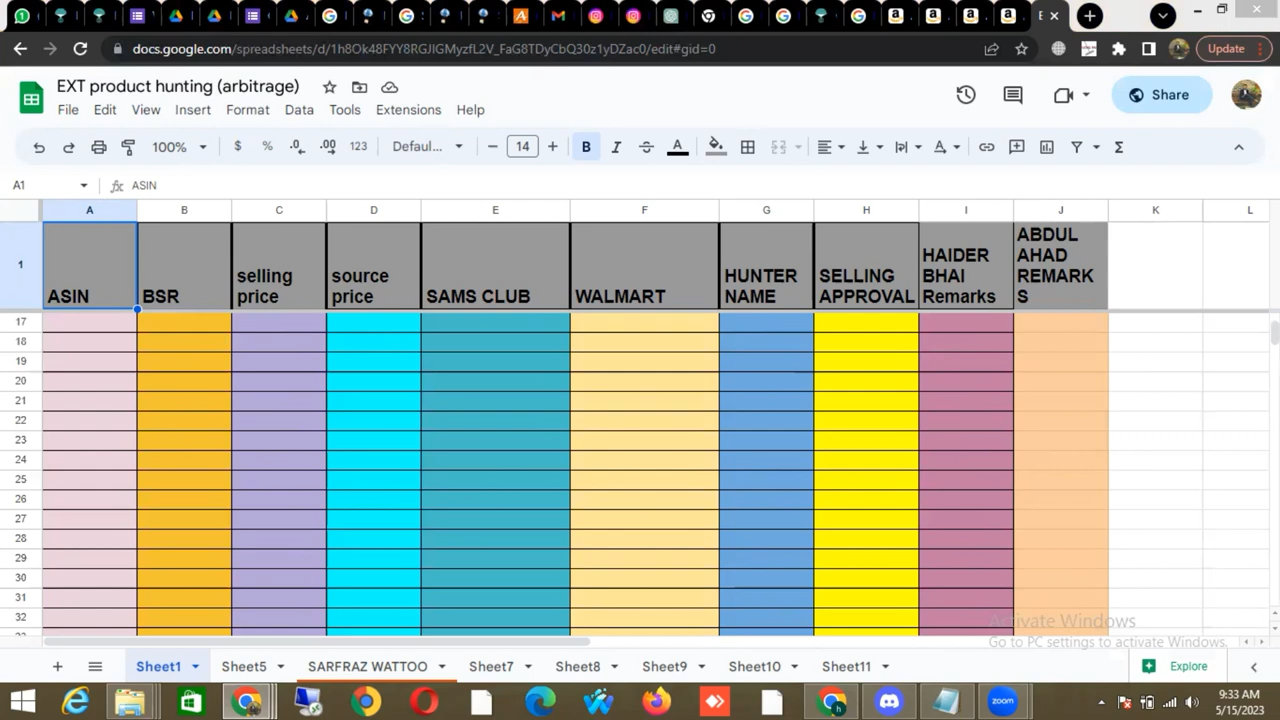 E
docs.google.com/spreadsheets/d/1h8Ok48FYY8RGJIGMyzfL2V_FaG8TDyCbQ30z1yDZac0/edit#gid=0
Update
EXT product hunting (arbitrage)
File Edit View Insert Format Data Tools Extensions Help
Share
100% $ % .0 .00 123 Defaul... 14 B I S A
A1 fx ASIN
A B C D E F G H I J K L
1 ASIN BSR selling price source price SAMS CLUB WALMART HUNTER NAME SELLING APPROVAL HAIDER BHAI Remarks ABDUL AHAD REMARK S
17
18
19
20
21
22
23
24
25
26
27
28
29
30
31
32
Activate Windows
Go to PC settings to activate Windows.
Sheet1 Sheet5 SARFRAZ WATTOO Sheet7 Sheet8 Sheet9 Sheet10 Sheet11 Explore
zoom
9:33 AM
5/15/2023